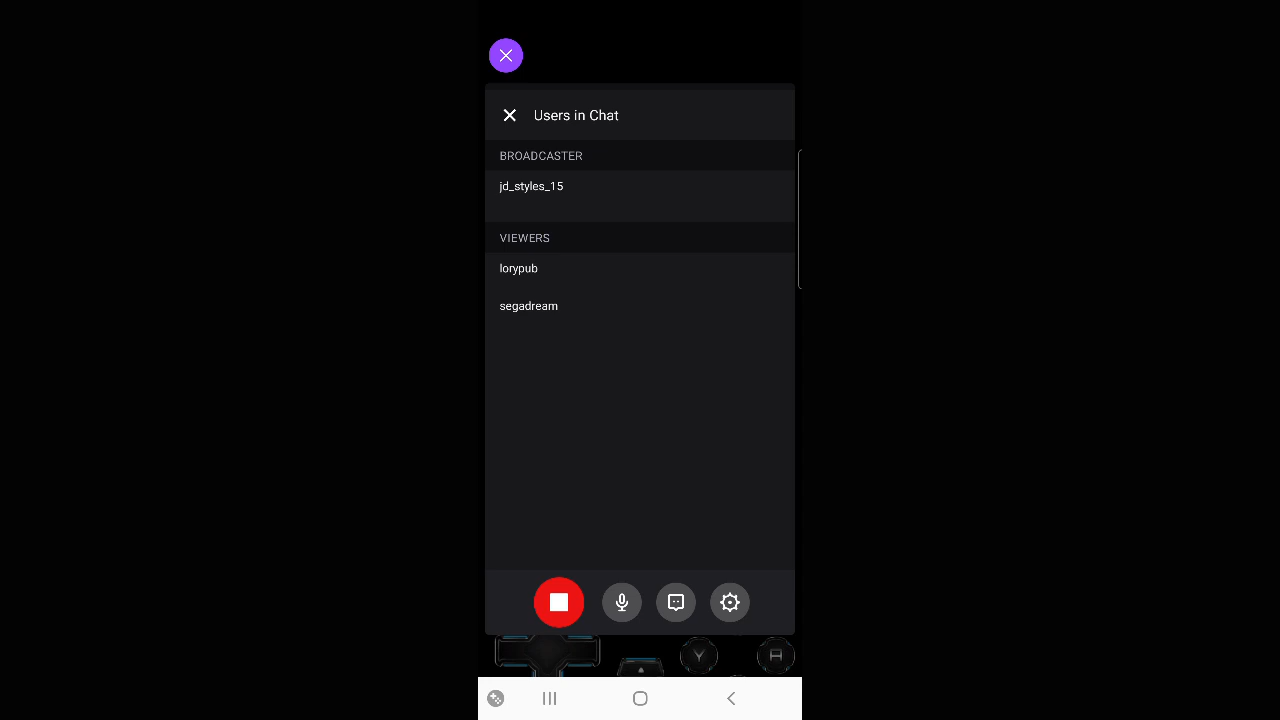 Users in Chat
BROADCASTER
jd_styles_15
VIEWERS
lorypub
segadream